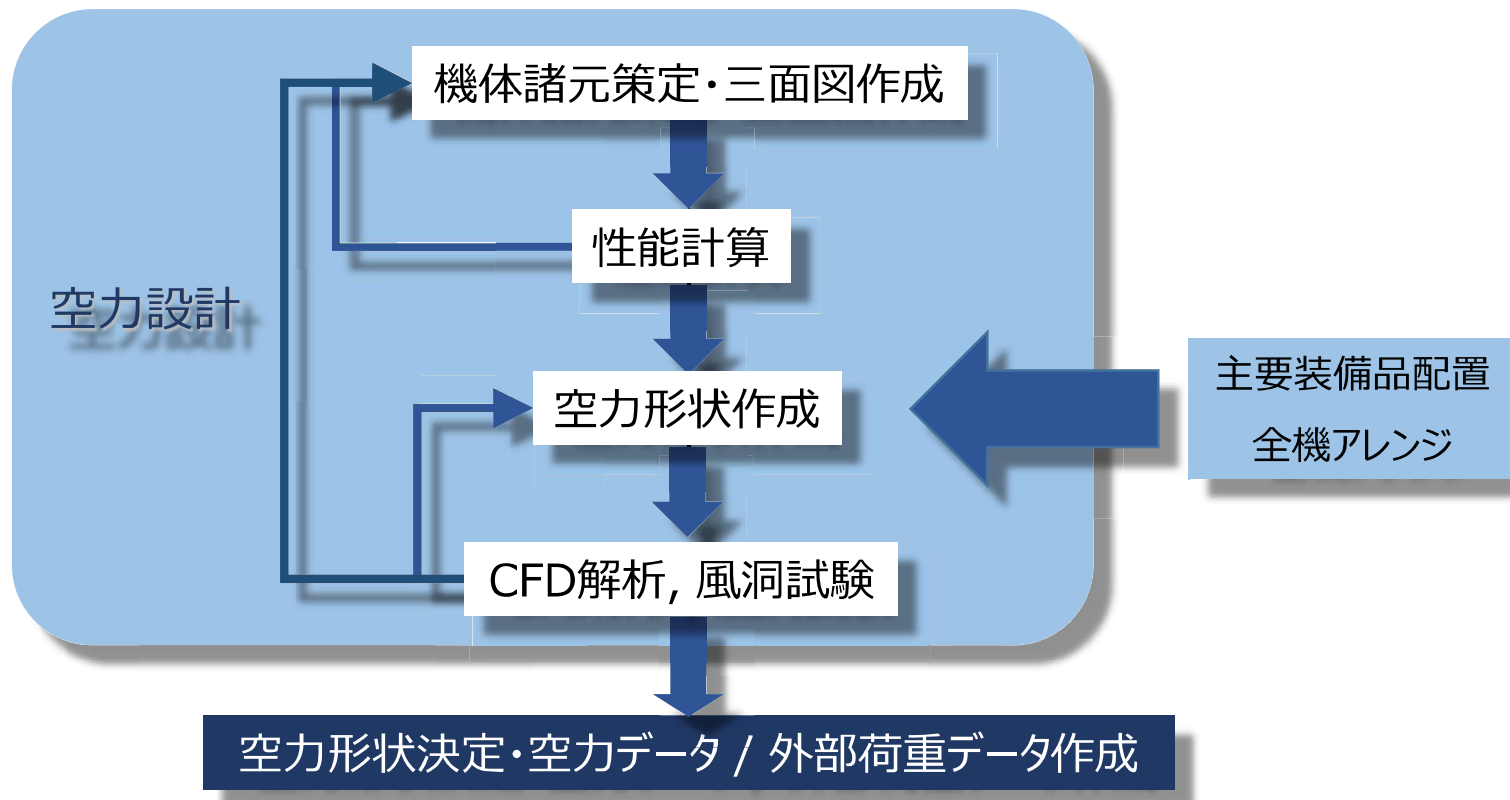 機体諸元策定・三面図作成
性能計算
空力設計
空力形状作成
主要装備品配置
全機アレンジ
CFD解析, 風洞試験
空力形状決定・空力データ / 外部荷重データ作成